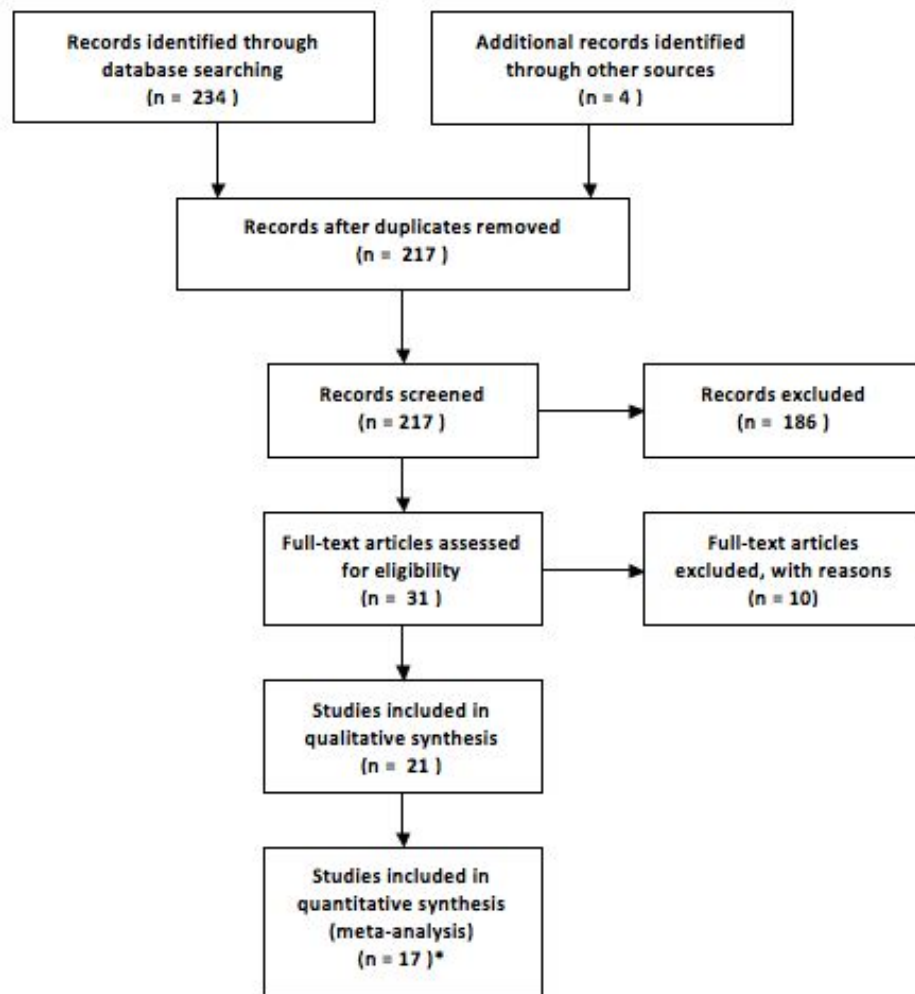 Records identified through
database searching
(n = 234 )
Additional records identified
through other sources
(n = 4 )
Records after duplicates removed
(n = 217 )
Records screened
(n = 217 )
Records excluded
(n = 186 )
Full-text articles assessed
for eligibility
(n = 31 )
Full-text articles
excluded, with reasons
(n = 10)
Studies included in
qualitative synthesis
(n = 21 )
Studies included in
quantitative synthesis
(meta-analysis)
(n = 17 )*